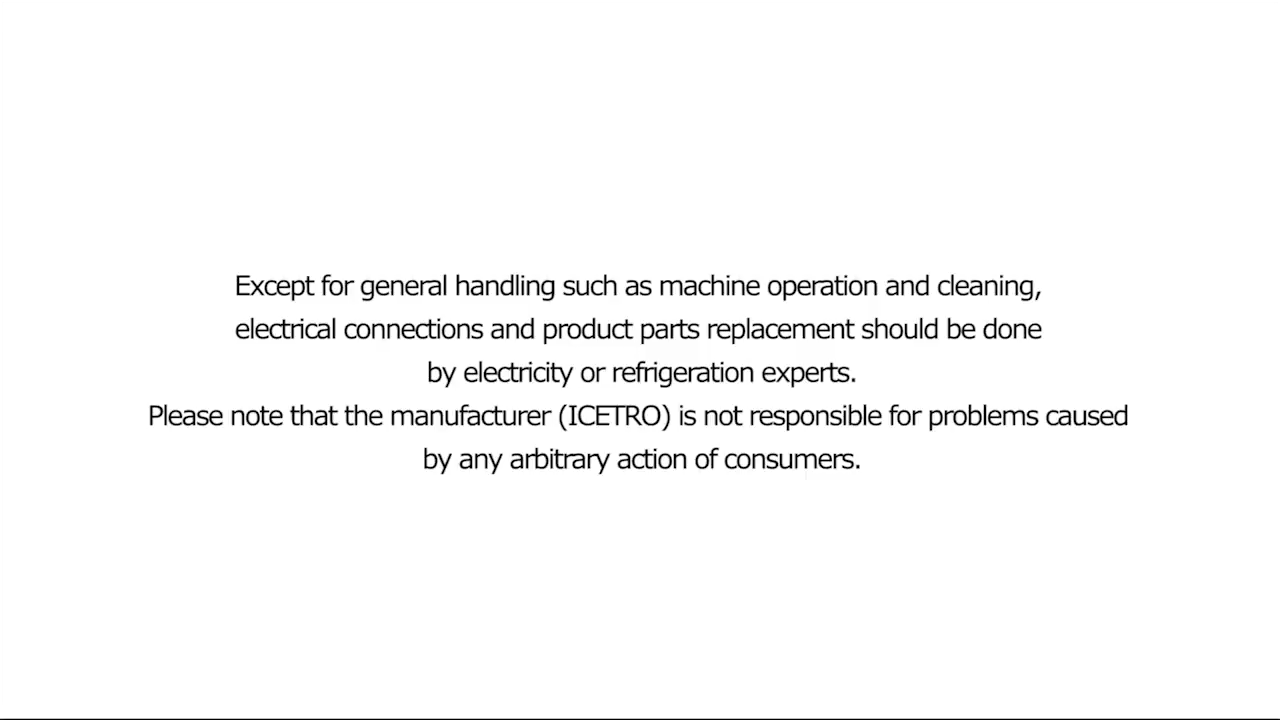 Except for general handling such as machine operation and cleaning,
electrical connections and product parts replacement should be done
by electricity or refrigeration experts.
Please note that the manufacturer (ICETRO) is not responsible for problems caused
by any arbitrary action of consumers.